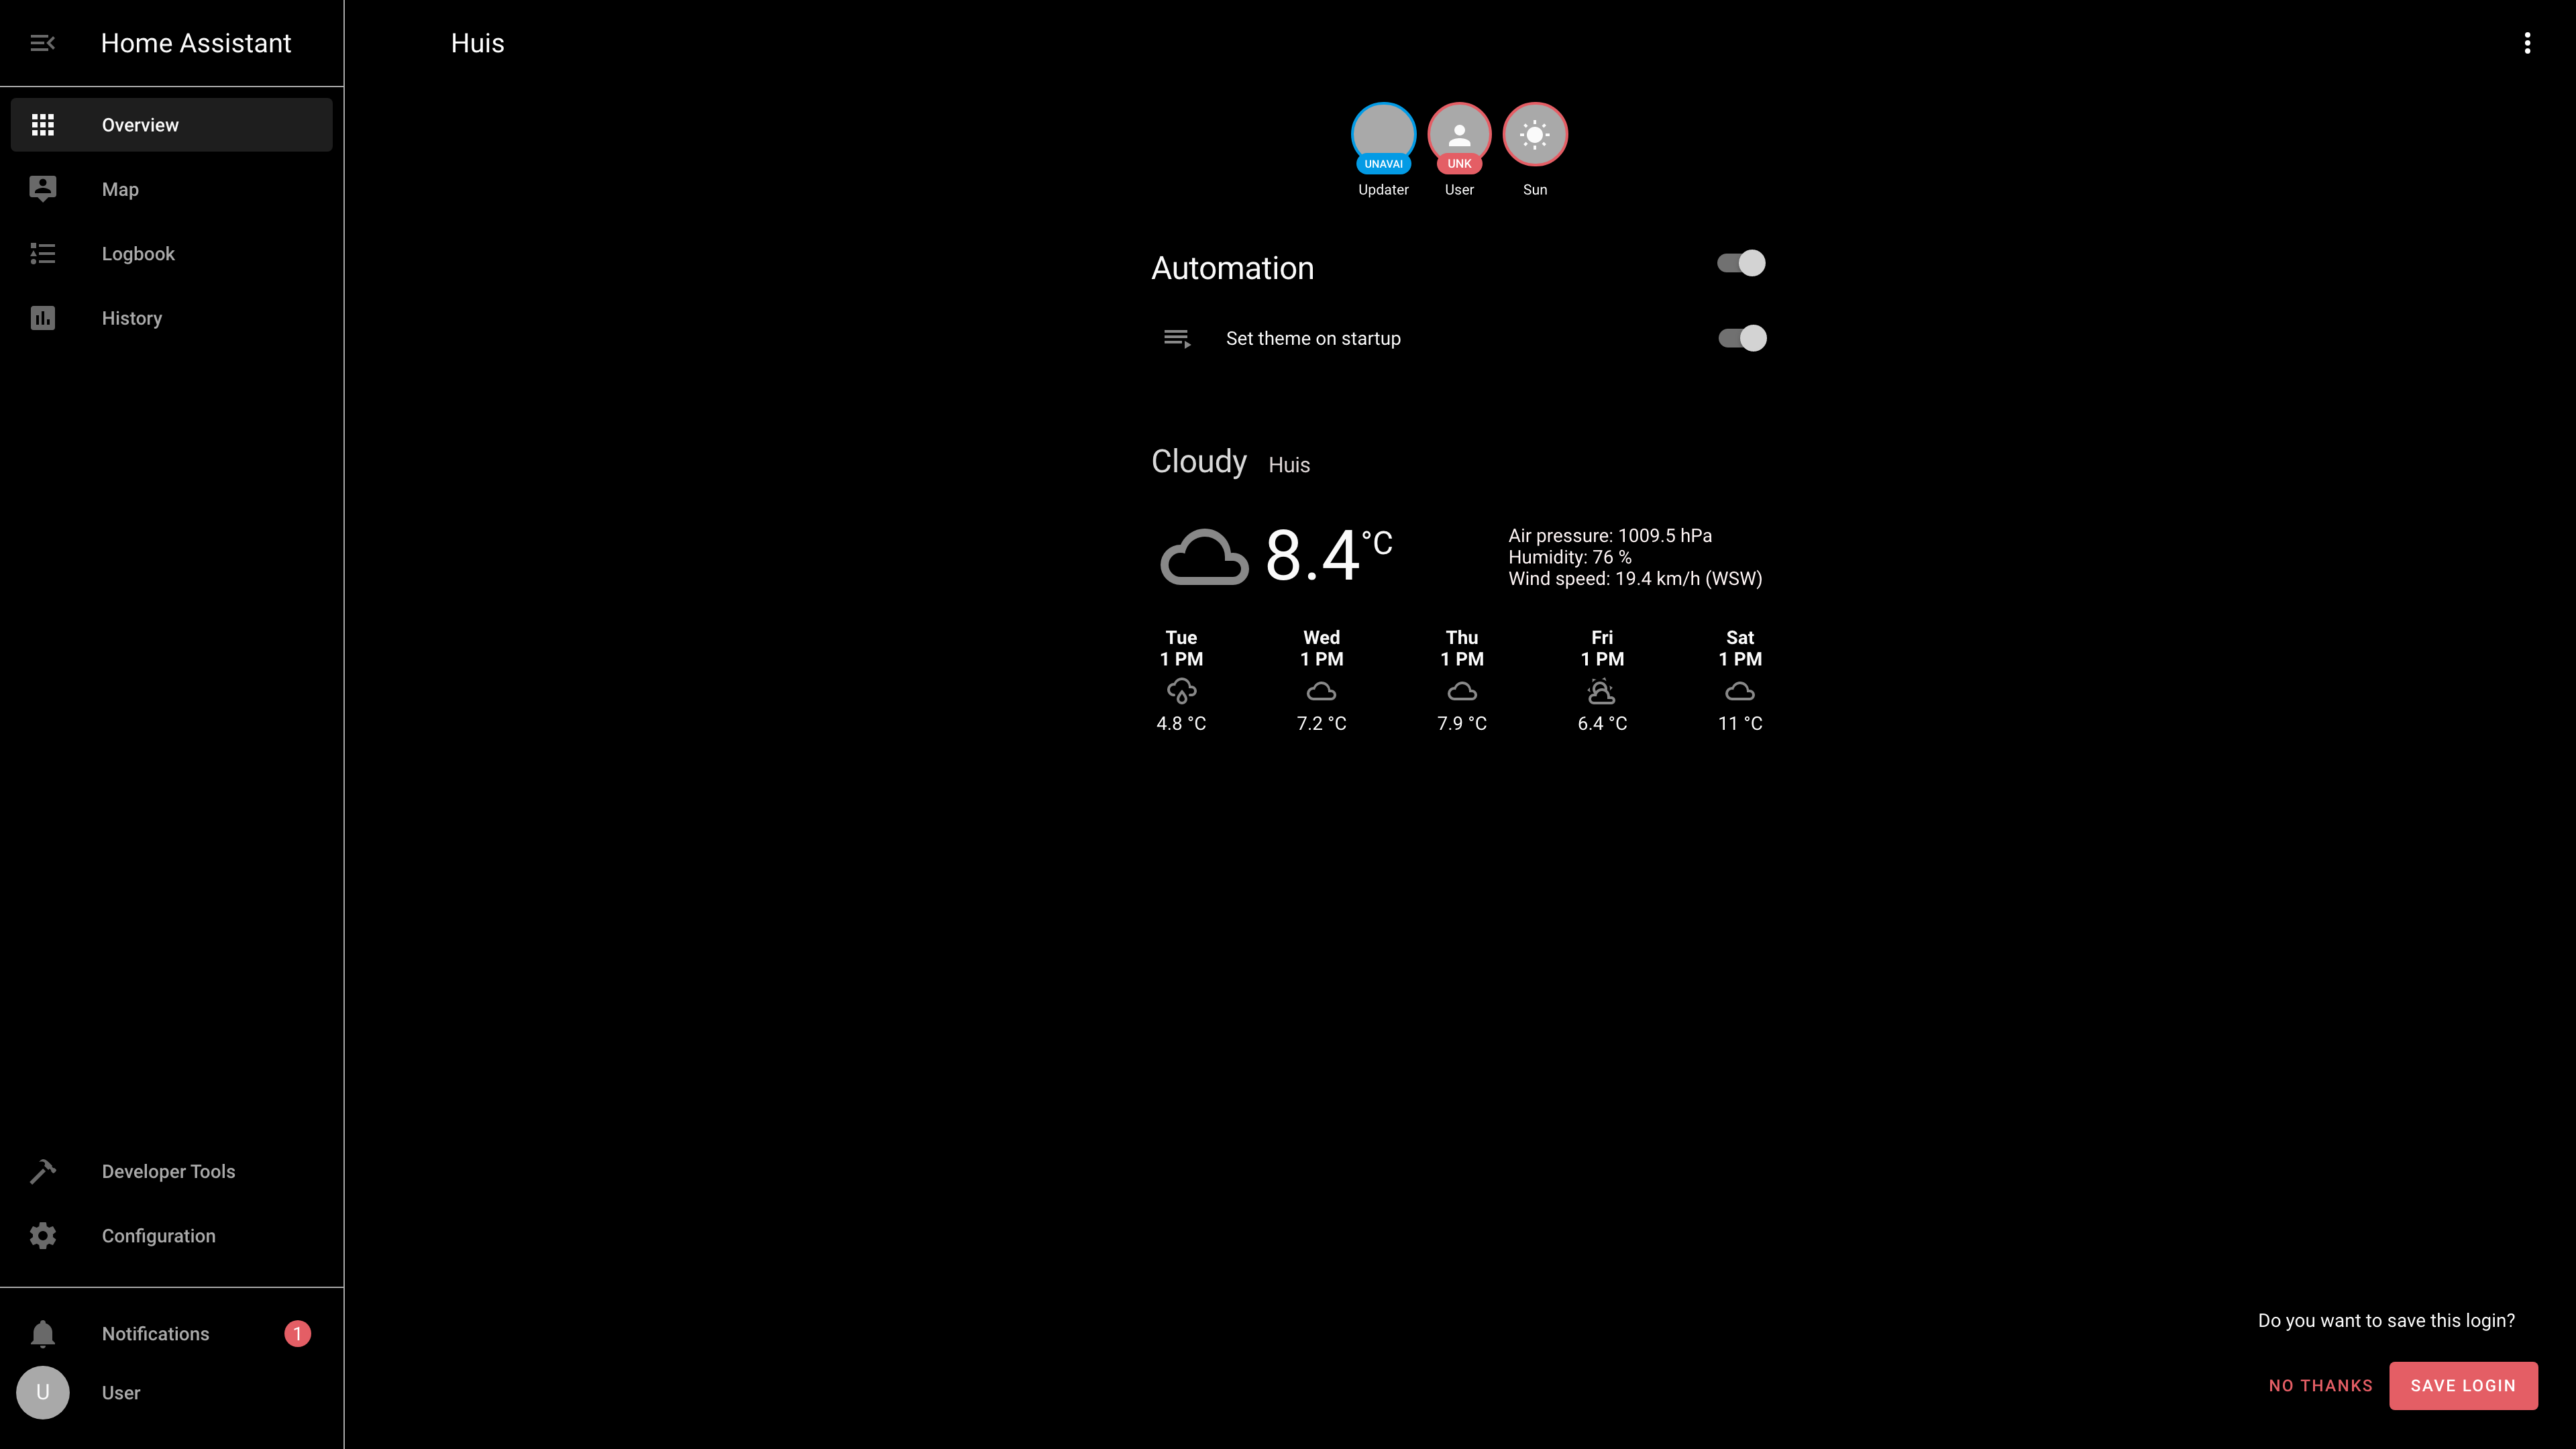 Home Assistant
Overview
Map
Logbook
History
Developer Tools
Configuration
Notifications 1
U User
Huis
UNAVAI UNK
Updater User Sun
Automation
Set theme on startup
Cloudy Huis
8.4 °C
Air pressure: 1009.5 hPa
Humidity: 76 %
Wind speed: 19.4 km/h (WSW)
Tue Wed Thu Fri Sat
1 PM 1 PM 1 PM 1 PM 1 PM
4.8 °C 7.2 °C 7.9 °C 6.4 °C 11 °C
Do you want to save this login?
NO THANKS SAVE LOGIN